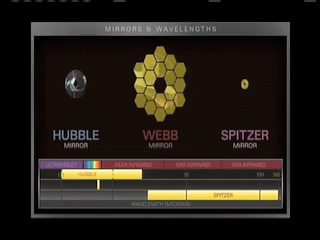 MIRRORS & WAVELENGTHS
HUBBLE WEBB SPITZER
MIRROR MIRROR MIRROR
ULTRAVIOLET NEAR INFRARED MID INFRARED FAR INFRARED
HUBBLE
10 100 180
SPITZER
WAVELENGTH (MICRONS)